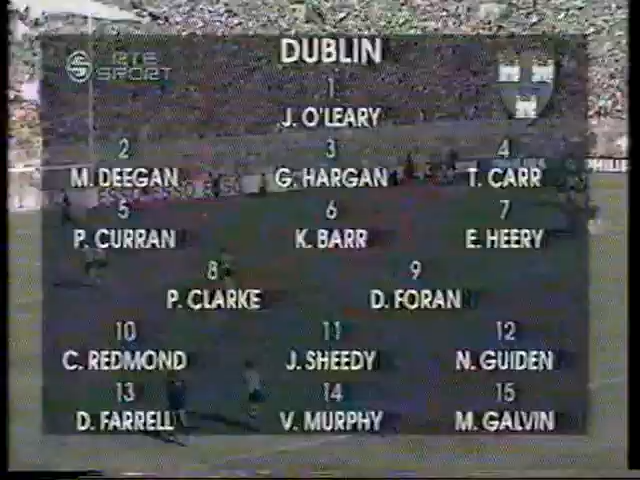 RTE
SPORT
DUBLIN
1
J. O'LEARY
2 3 4
M. DEEGAN G. HARGAN T. CARR
5 6 7
P. CURRAN K. BARR E. HEERY
8 9
P. CLARKE D. FORAN
10 11 12
C. REDMOND J. SHEEDY N. GUIDEN
13 14 15
D. FARRELL V. MURPHY M. GALVIN